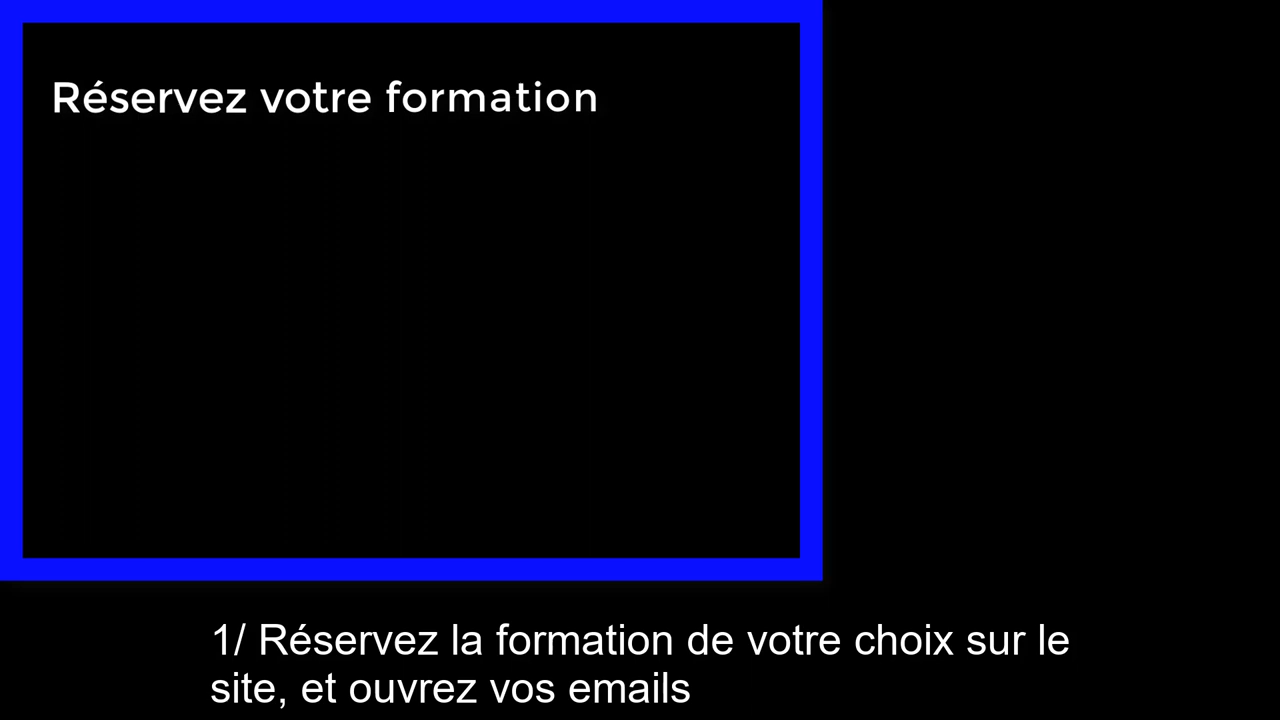 Réservez votre formation
1/ Réservez la formation de votre choix sur le
site, et ouvrez vos emails